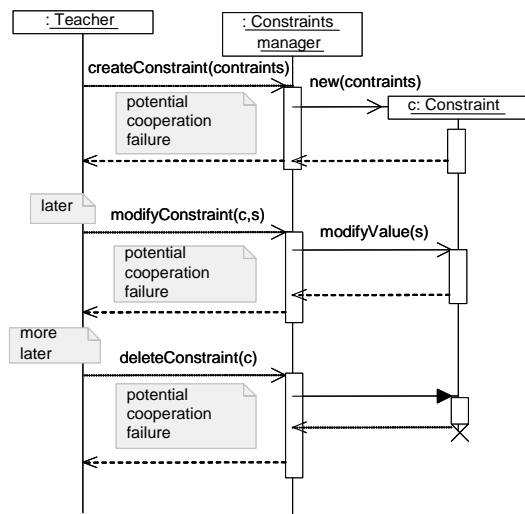 : Teacher
: Constraints
manager
createConstraint(contraints)
new(contraints)
potential
cooperation
failure
c: Constraint
later
modifyConstraint(c,s)
modifyValue(s)
potential
cooperation
failure
more
later
deleteConstraint(c)
potential
cooperation
failure